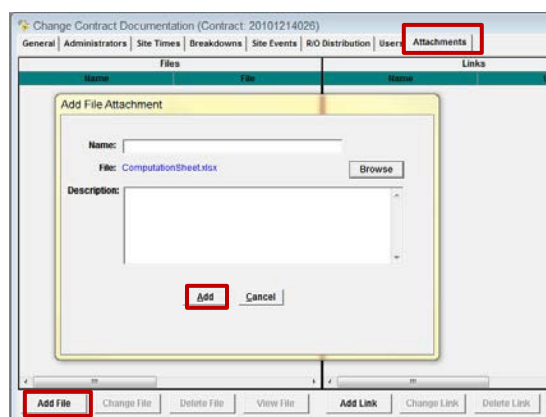 Change Contract Documentation (Contract: 20101214026)
General Administrators Site Times Breakdowns Site Events R/O Distribution Users Attachments
Files Links
Name File Name
Add File Attachment
Name:
File: ComputationSheet.xlsx Browse
Description:
Add Cancel
Add File Change File Delete File View File Add Link Change Link Delete Link